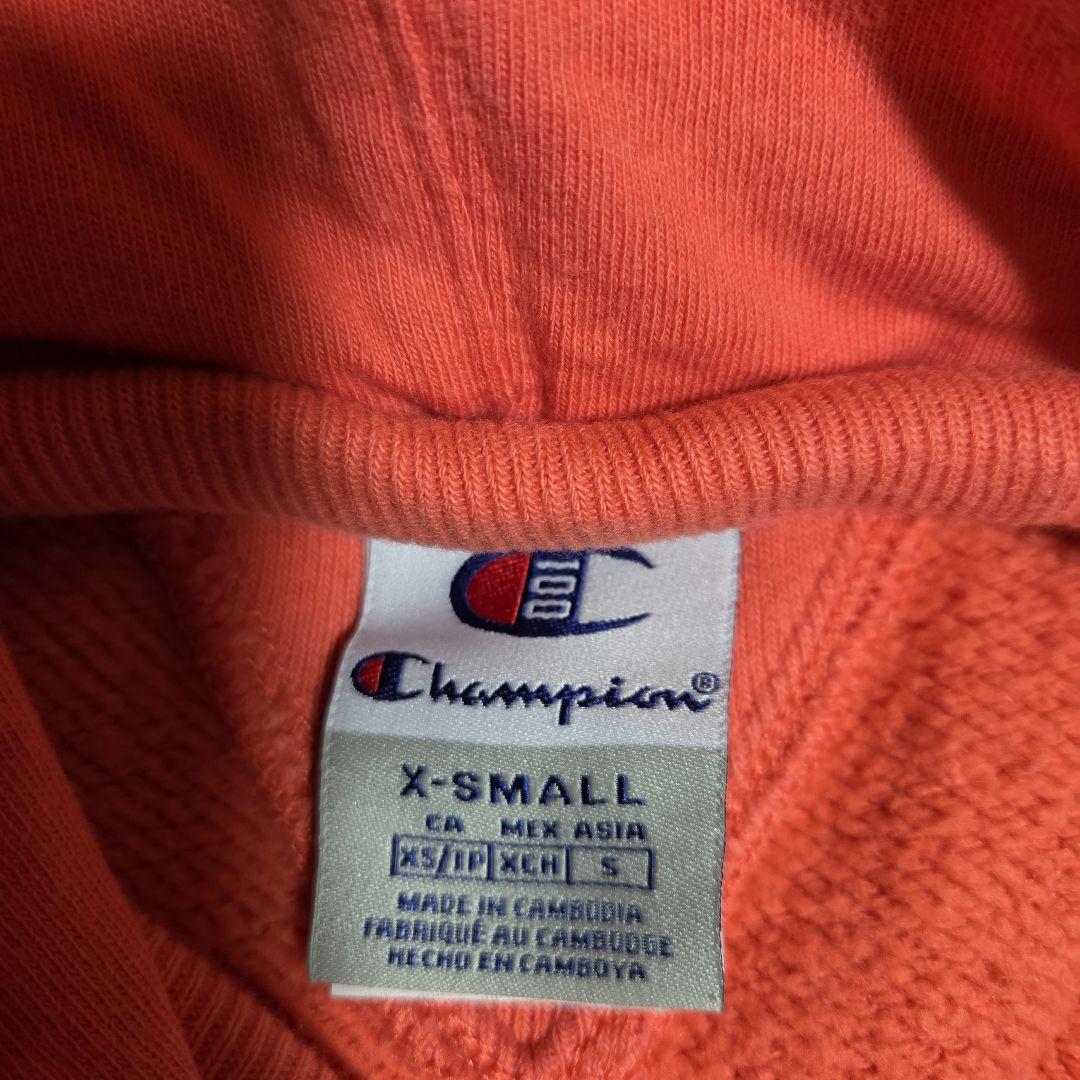 100
Champion®
X-SMALL
CA MEX ASIA
XS/TP XCH S
MADE IN CAMBODIA
FABRIQUÉ AU CAMBODGE
HECHO EN CAMBOYA